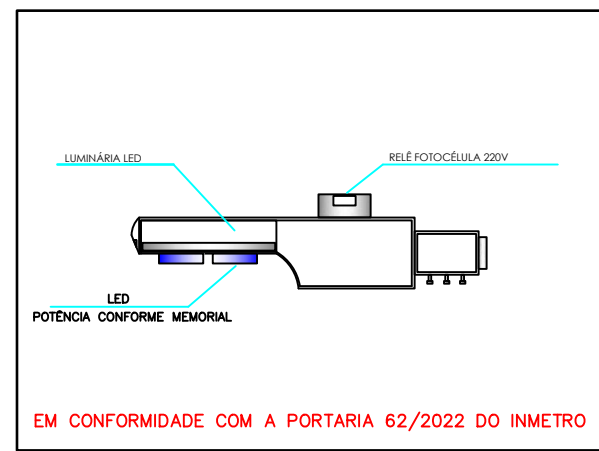 LUMINÁRIA LED
RELÊ FOTOCÉLULA 220V
LED
POTÊNCIA CONFORME MEMORIAL
EM CONFORMIDADE COM A PORTARIA 62/2022 DO INMETRO